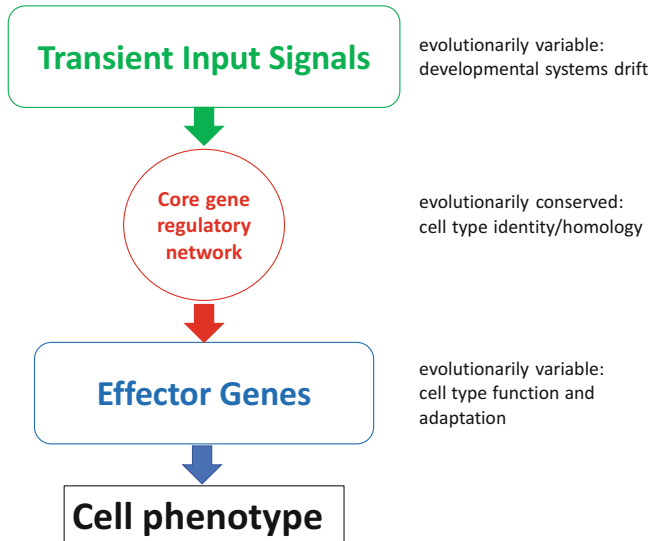 Transient Input Signals
evolutionarily variable:
developmental systems drift
Core gene
regulatory
network
evolutionarily conserved:
cell type identity/homology
Effector Genes
evolutionarily variable:
cell type function and
adaptation
Cell phenotype